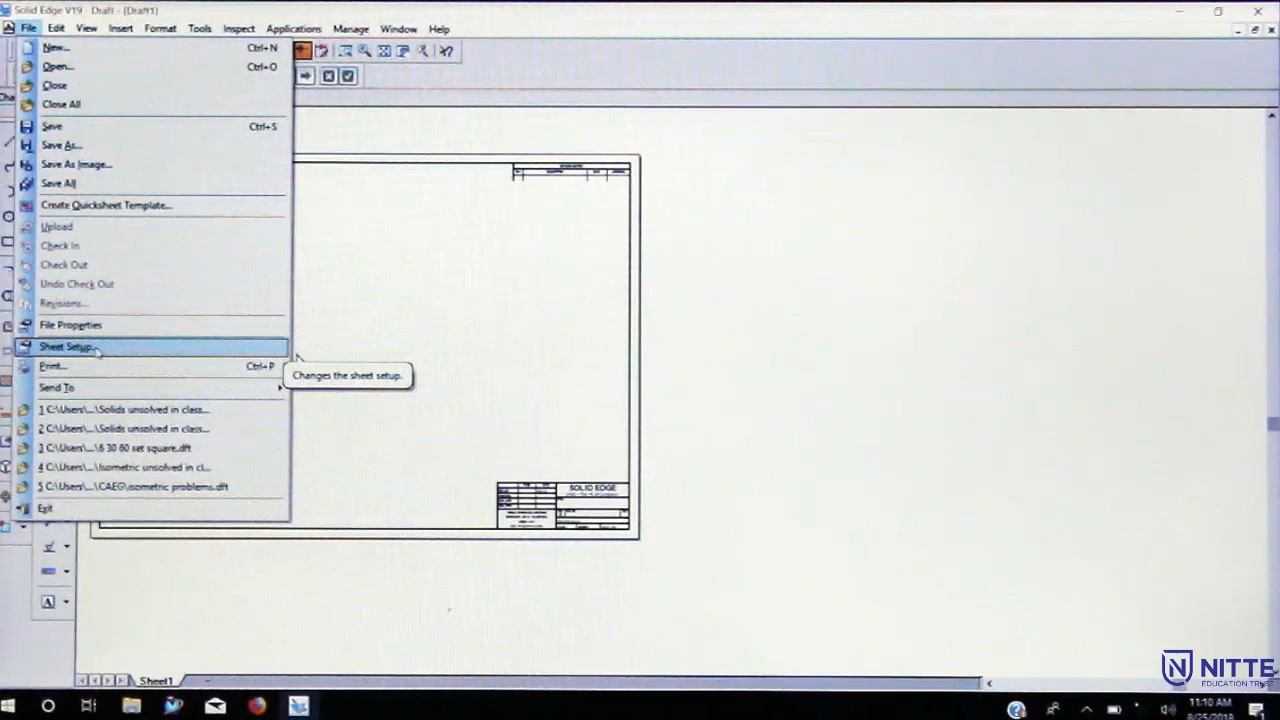 Solid Edge V19 - Draft - [Draft1]
File Edit View Insert Format Tools Inspect Applications Manage Window Help
New... Ctrl+N
Open... Ctrl+O
Close
Close All
Save Ctrl+S
Save As...
Save As Image...
Save All
Create Quicksheet Template...
Upload
Check In
Check Out
Undo Check Out
Revisions...
File Properties
Sheet Setup...
Print... Ctrl+P
Changes the sheet setup.
Send To
1 C:\Users\...\Solids unsolved in class...
2 C:\Users\...\Solids unsolved in class...
3 C:\Users\...\6 30 60 set square.dft
4 C:\Users\...\Isometric unsolved in cl...
5 C:\Users\...\CAEG\isometric problems.dft
Exit
SOLID EDGE
A
Sheet1
NITTE
EDUCATION TRUST
11:10 AM